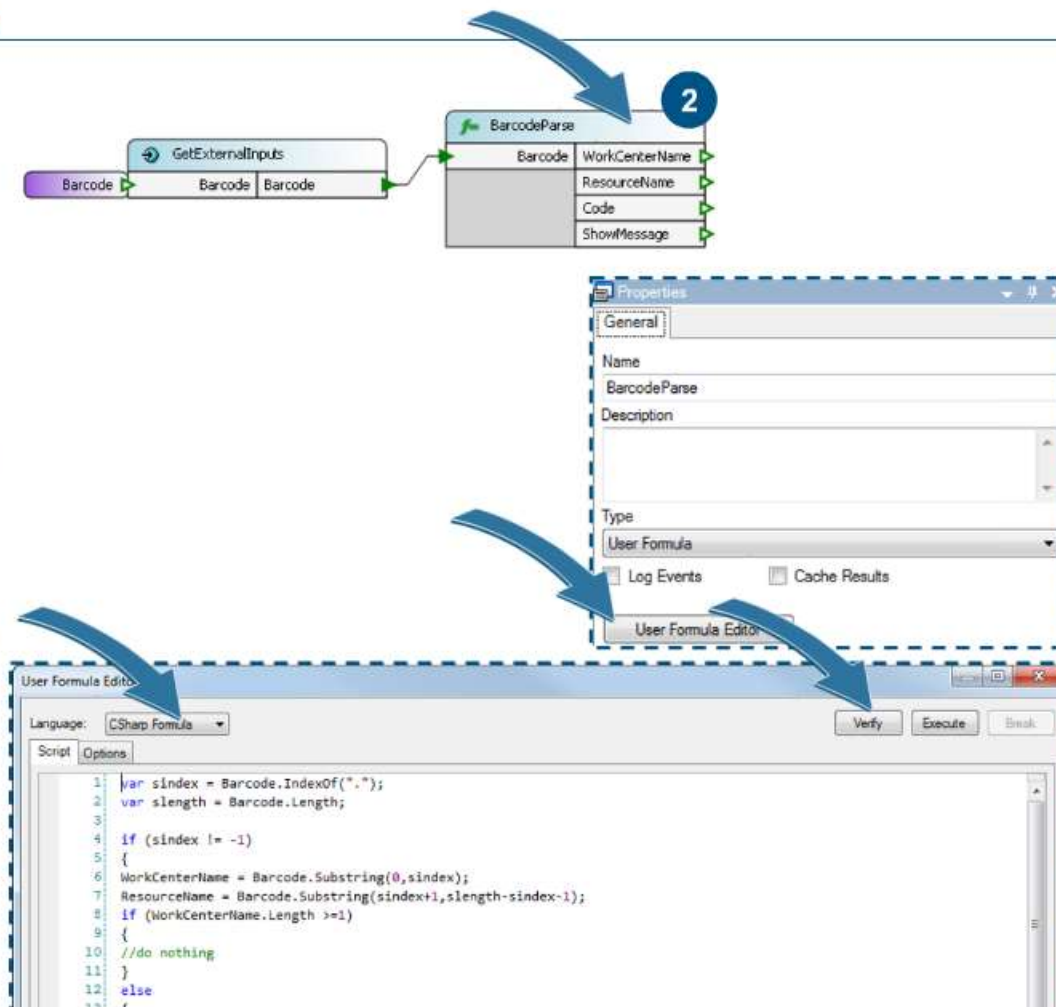 2
BarcodeParse
GetExternalInputs
Barcode WorkCenterName
Barcode Barcode Barcode
ResourceName
Code
ShowMessage
Properties
General
Name
BarcodeParse
Description
Type
User Formula
Log Events Cache Results
User Formula Editor
User Formula Edit
Language: CSharp Formula Verify Execute Break
Script Options
1 var sindex = Barcode.IndexOf(".");
2 var slength = Barcode.Length;
3
4 if (sindex != -1)
5 {
6 WorkCenterName = Barcode.Substring(0,sindex);
7 ResourceName = Barcode.Substring(sindex+1,slength-sindex-1);
8 if (WorkCenterName.Length >=1)
9 {
10 //do nothing
11 }
12 else